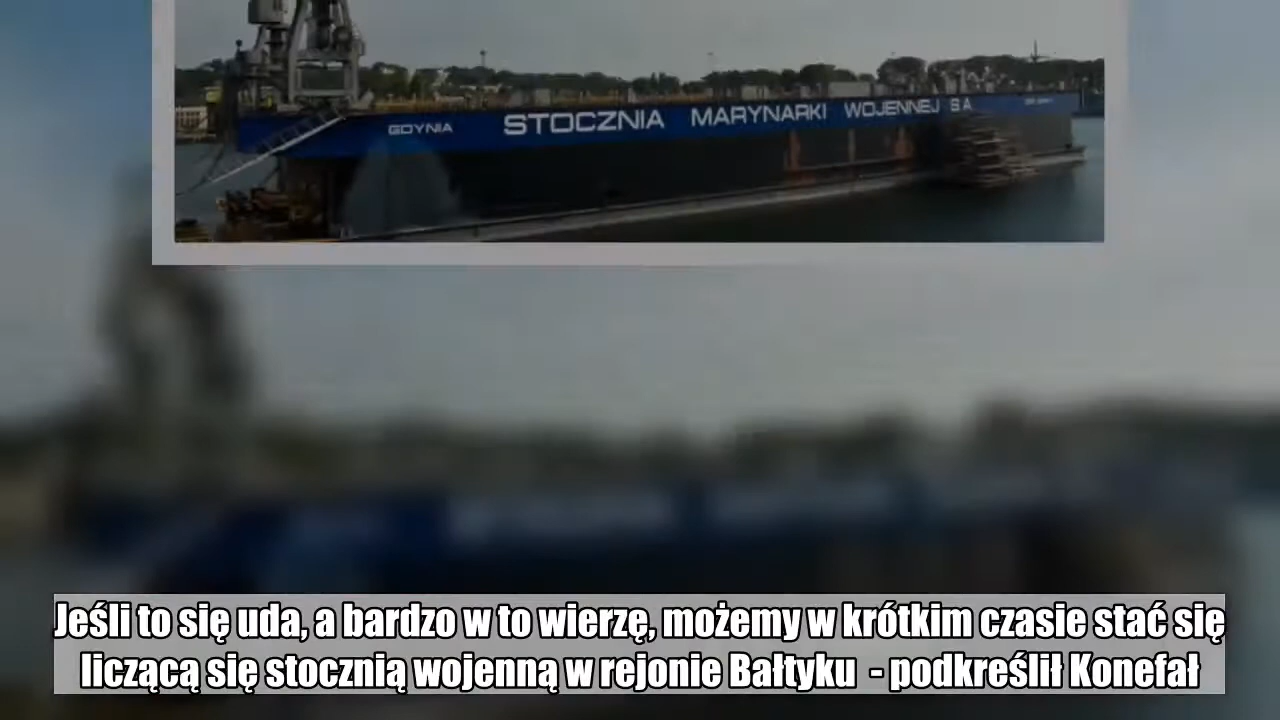 GDYNIA STOCZNIA MARYNARKI WOJENNEJ S A
Jeśli to się uda, a bardzo w to wierzę, możemy w krótkim czasie stać się
liczącą się stocznią wojenną w rejonie Bałtyku - podkreślił Konefał